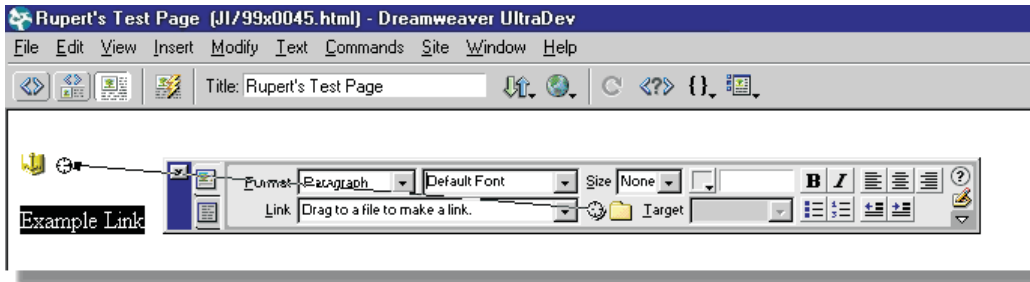 Rupert's Test Page (JI/99x0045.html) - Dreamweaver UltraDev
File Edit View Insert Modify Text Commands Site Window Help
Title: Rupert's Test Page
Format Paragraph Default Font Size None B I
Link Drag to a file to make a link. Target
Example Link